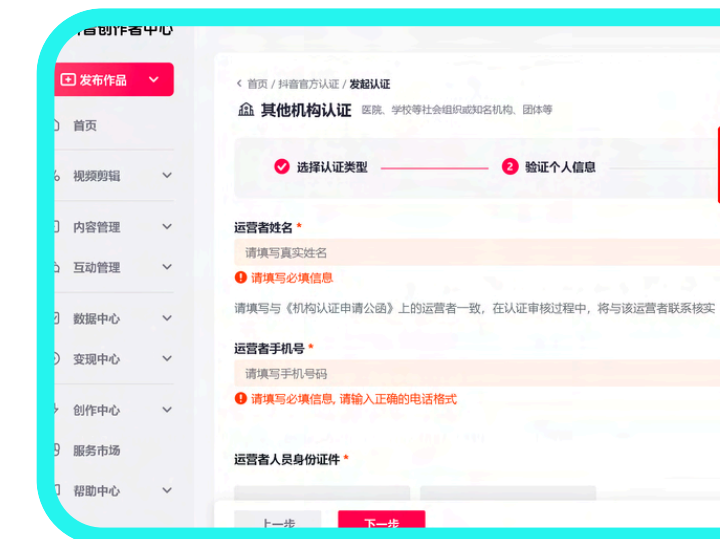 抖音创作者中心
发布作品
首页
视频剪辑
内容管理
互动管理
数据中心
变现中心
创作中心
服务市场
帮助中心
< 首页 / 抖音官方认证 / 发起认证
其他机构认证 医院、学校等社会组织或知名机构、团体等
选择认证类型 2 验证个人信息
运营者姓名 *
请填写真实姓名
请填写必填信息
请填写与《机构认证申请公函》上的运营者一致，在认证审核过程中，将与该运营者联系核实
运营者手机号 *
请填写手机号码
请填写必填信息, 请输入正确的电话格式
运营者人员身份证件 *
上一步 下一步